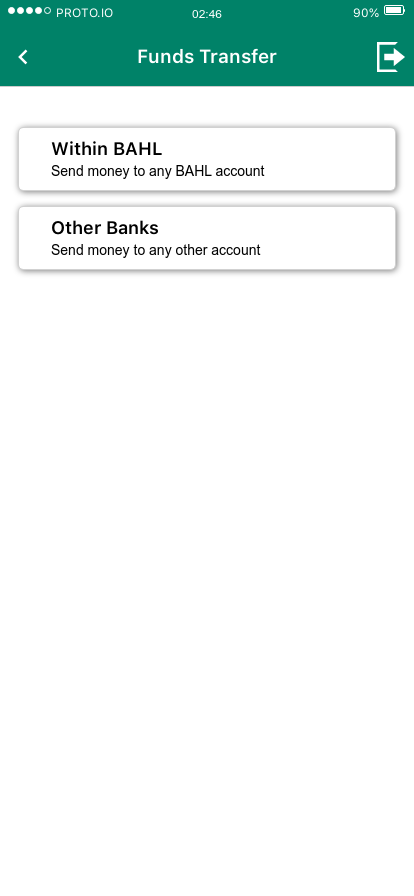 PROTO.IO 02:46 90%
Funds Transfer
Within BAHL
Send money to any BAHL account
Other Banks
Send money to any other account